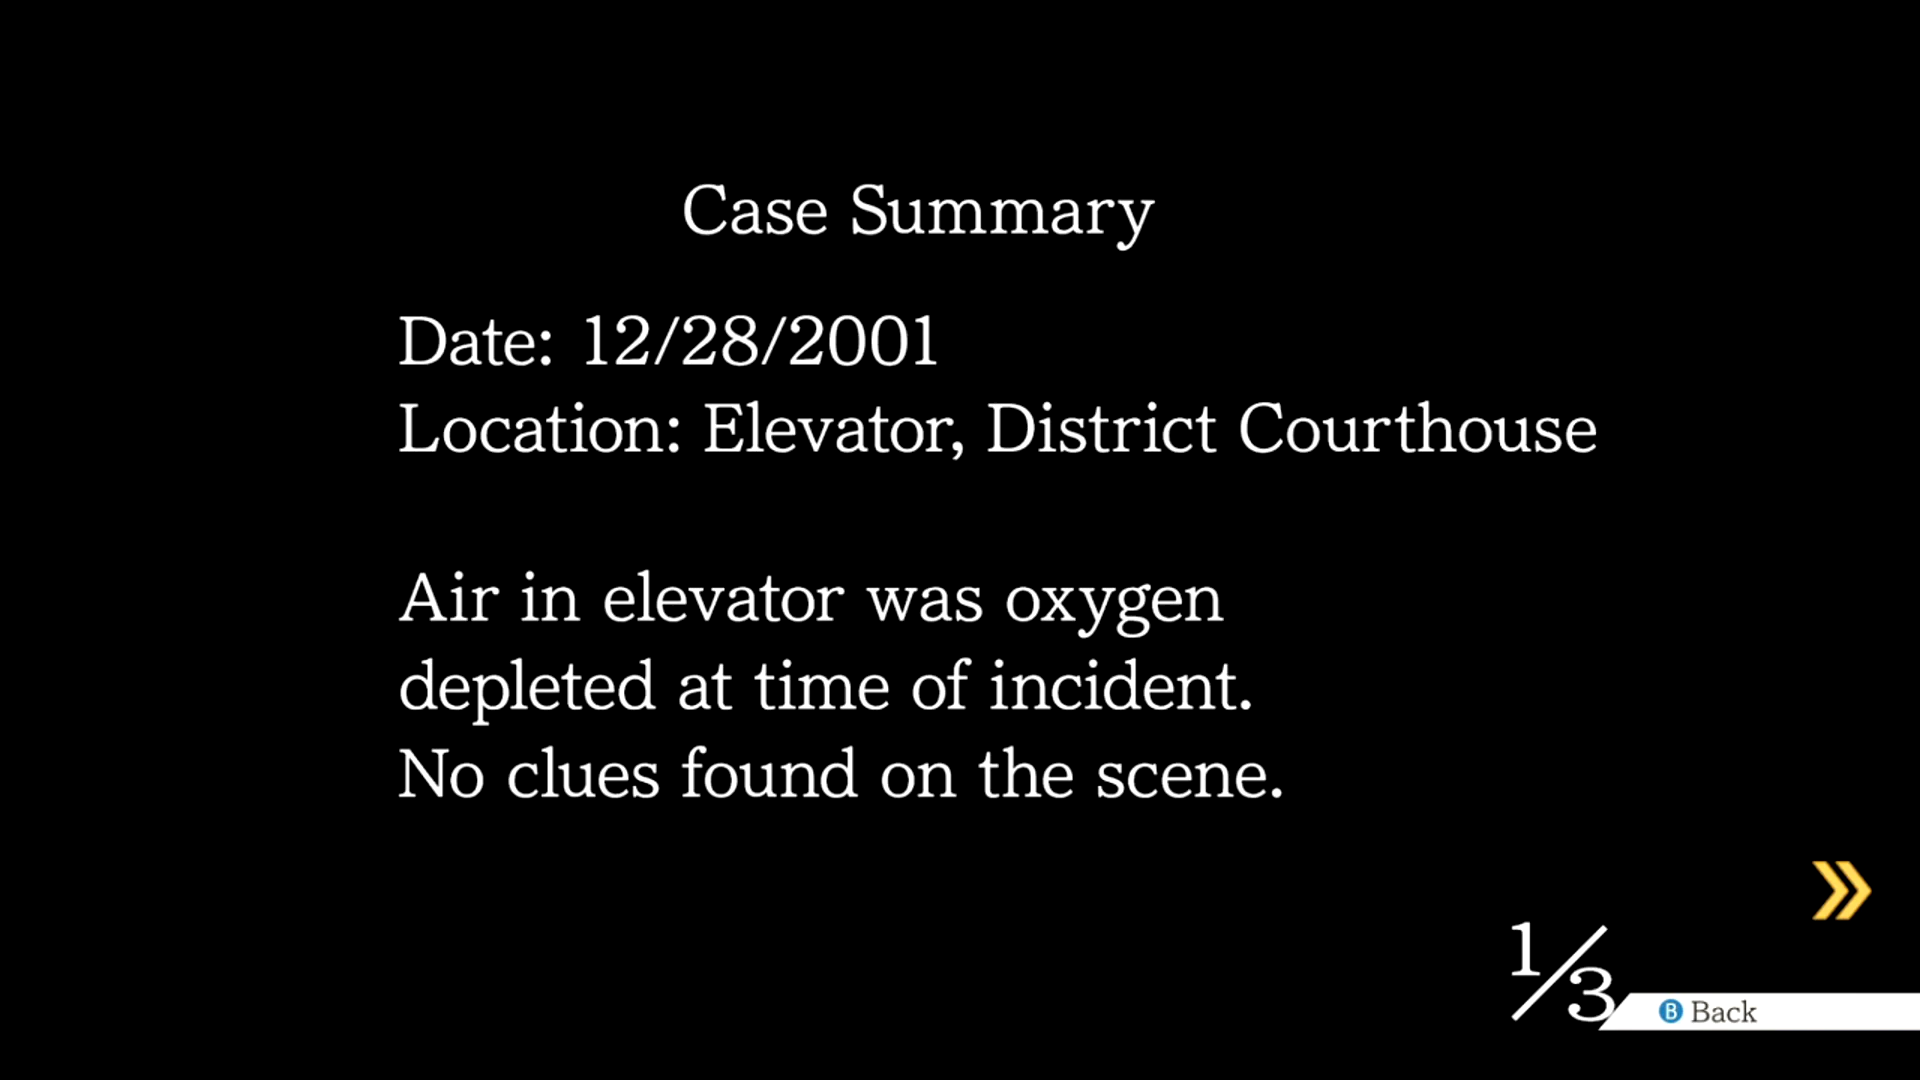 Case Summary
Date: 12/28/2001
Location: Elevator, District Courthouse
Air in elevator was oxygen
depleted at time of incident.
No clues found on the scene.
1/3
B Back